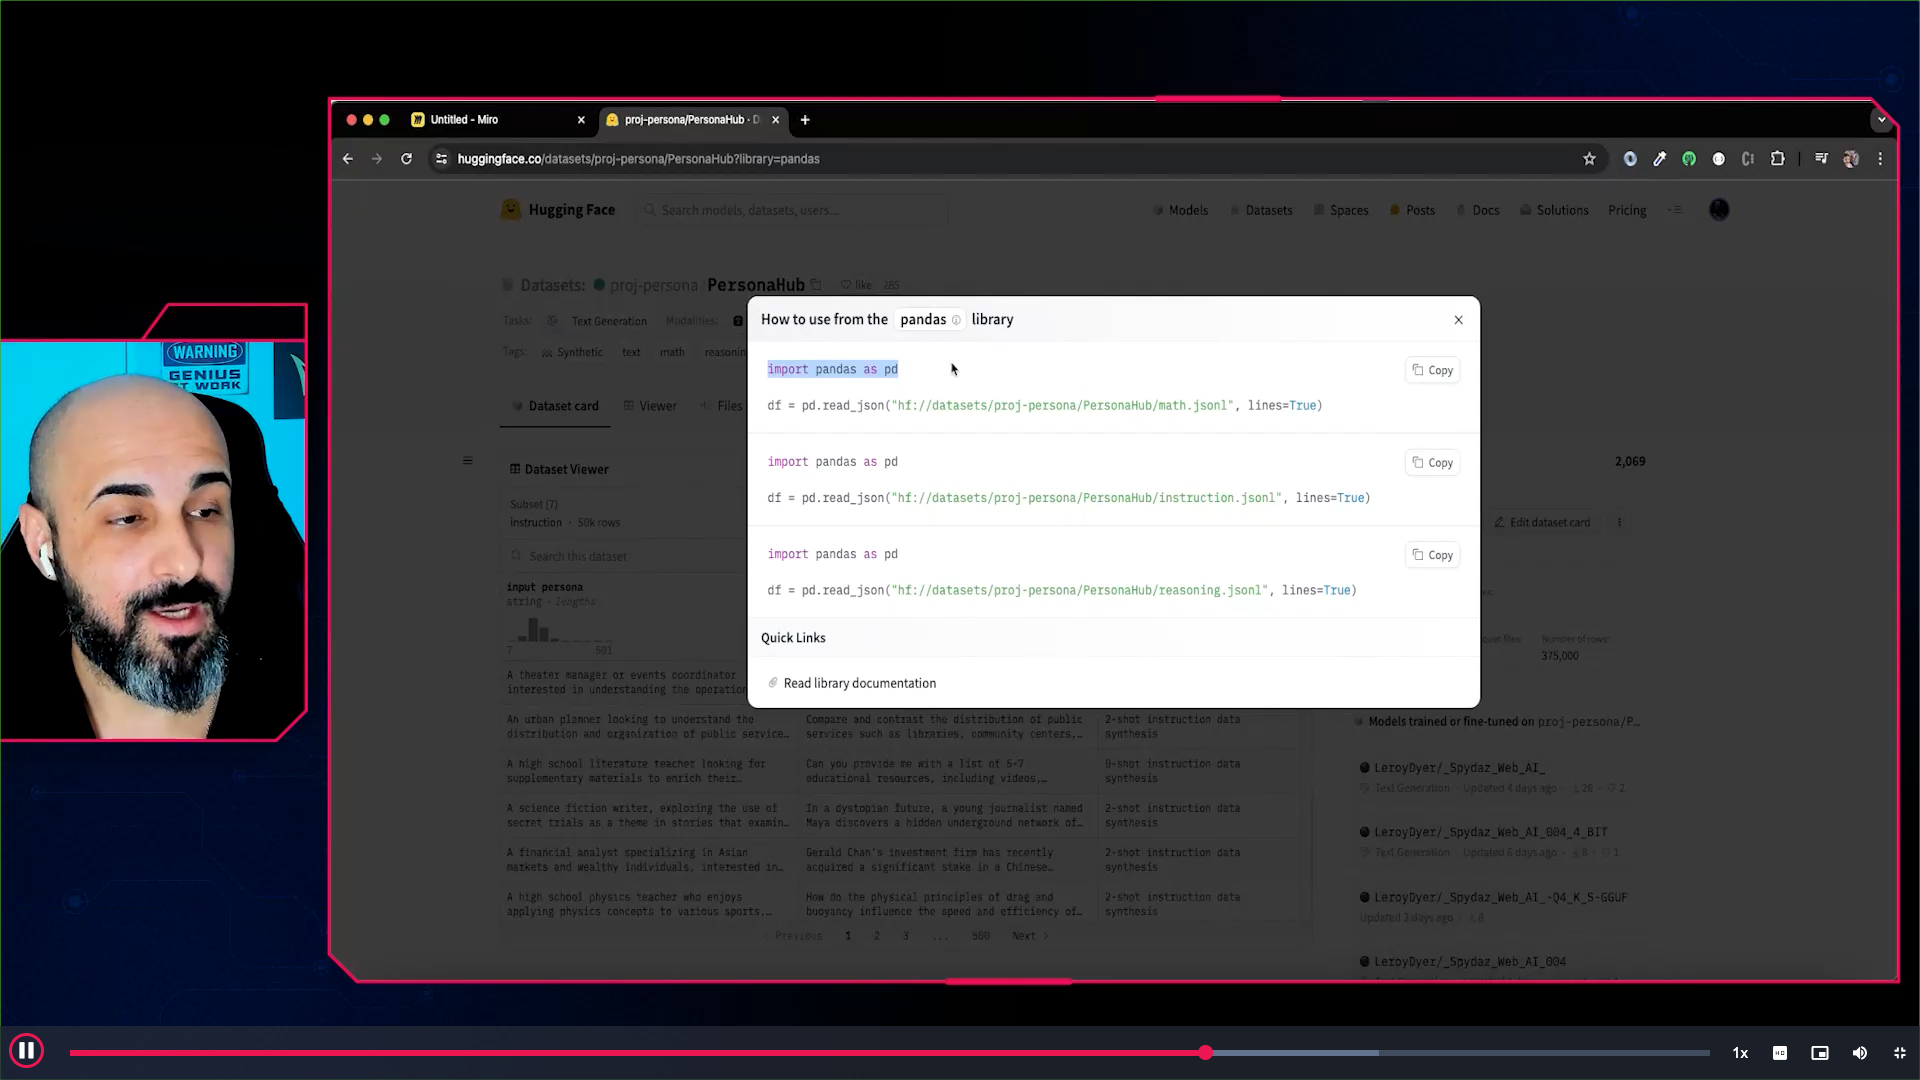 WARNING
GENIUS
AT WORK
Untitled - Miro
proj-persona/PersonaHub · D
huggingface.co/datasets/proj-persona/PersonaHub?library=pandas
Hugging Face
Search models, datasets, users...
Models
Datasets
Spaces
Posts
Docs
Solutions
Pricing
Datasets:
proj-persona/
PersonaHub
like
285
Tasks:
Text Generation
Modalities:
Tags:
Synthetic
text
math
reasonin
Dataset card
Viewer
Files
How to use from the pandas library
import pandas as pd
Copy
df = pd.read_json("hf://datasets/proj-persona/PersonaHub/math.jsonl", lines=True)
import pandas as pd
Copy
df = pd.read_json("hf://datasets/proj-persona/PersonaHub/instruction.jsonl", lines=True)
import pandas as pd
Copy
df = pd.read_json("hf://datasets/proj-persona/PersonaHub/reasoning.jsonl", lines=True)
Quick Links
Read library documentation
Dataset Viewer
Subset (7)
instruction · 50k rows
Search this dataset
input persona
string · lengths
7
501
2,069
Edit dataset card
Number of rows:
375,000
A theater manager or events coordinator
interested in understanding the operation
An urban planner looking to understand the
distribution and organization of public service…
Compare and contrast the distribution of public
services such as libraries, community centers,…
2-shot instruction data
synthesis
A high school literature teacher looking for
supplementary materials to enrich their…
Can you provide me with a list of 5-7
educational resources, including videos,…
0-shot instruction data
synthesis
A science fiction writer, exploring the use of
secret trials as a theme in stories that examin…
In a dystopian future, a young journalist named
Maya discovers a hidden underground network of…
2-shot instruction data
synthesis
A financial analyst specializing in Asian
markets and wealthy individuals, interested in…
Gerald Chan's investment firm has recently
acquired a significant stake in a Chinese…
2-shot instruction data
synthesis
A high school physics teacher who enjoys
applying physics concepts to various sports,…
How do the physical principles of drag and
buoyancy influence the speed and efficiency of…
2-shot instruction data
synthesis
Previous
1
2
3
...
500
Next
Models trained or fine-tuned on proj-persona/P…
LeroyDyer/_Spydaz_Web_AI_
Text Generation · Updated 4 days ago · 26 · 2
LeroyDyer/_Spydaz_Web_AI_004_4_BIT
Text Generation · Updated 6 days ago · 8 · 1
LeroyDyer/_Spydaz_Web_AI_-Q4_K_S-GGUF
Updated 3 days ago · 8
LeroyDyer/_Spydaz_Web_AI_004
1x